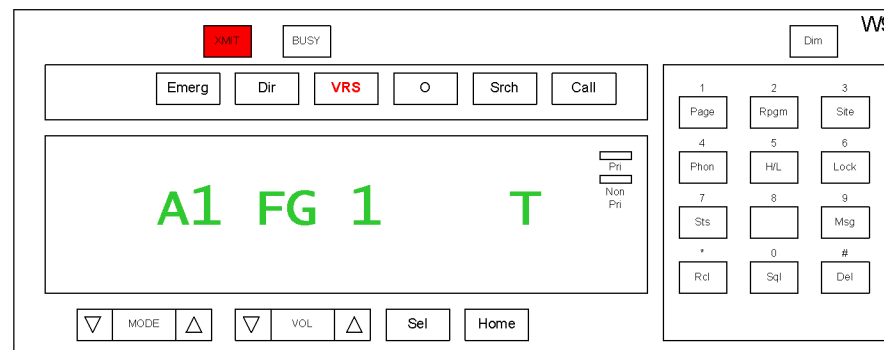 XMIT BUSY Dim WS
Emerg Dir VRS O Srch Call
1 2 3
Page Rpgm Site
4 5 6
Phon H/L Lock
7 8 9
Sts Msg
* 0 #
Rcl Sql Del
A1 FG 1 T
Pri
Non
Pri
MODE VOL Sel Home